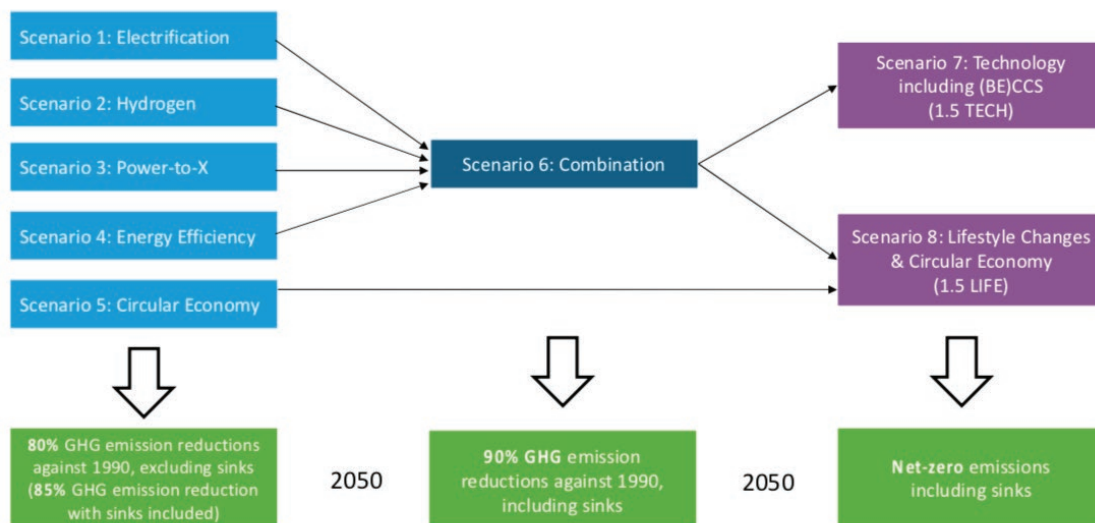 Scenario 1: Electrification
Scenario 2: Hydrogen
Scenario 3: Power-to-X
Scenario 4: Energy Efficiency
Scenario 5: Circular Economy
Scenario 6: Combination
Scenario 7: Technology
including (BE)CCS
(1.5 TECH)
Scenario 8: Lifestyle Changes
& Circular Economy
(1.5 LIFE)
80% GHG emission reductions
against 1990, excluding sinks
(85% GHG emission reduction
with sinks included)
2050
90% GHG emission
reductions against 1990,
including sinks
2050
Net-zero emissions
including sinks